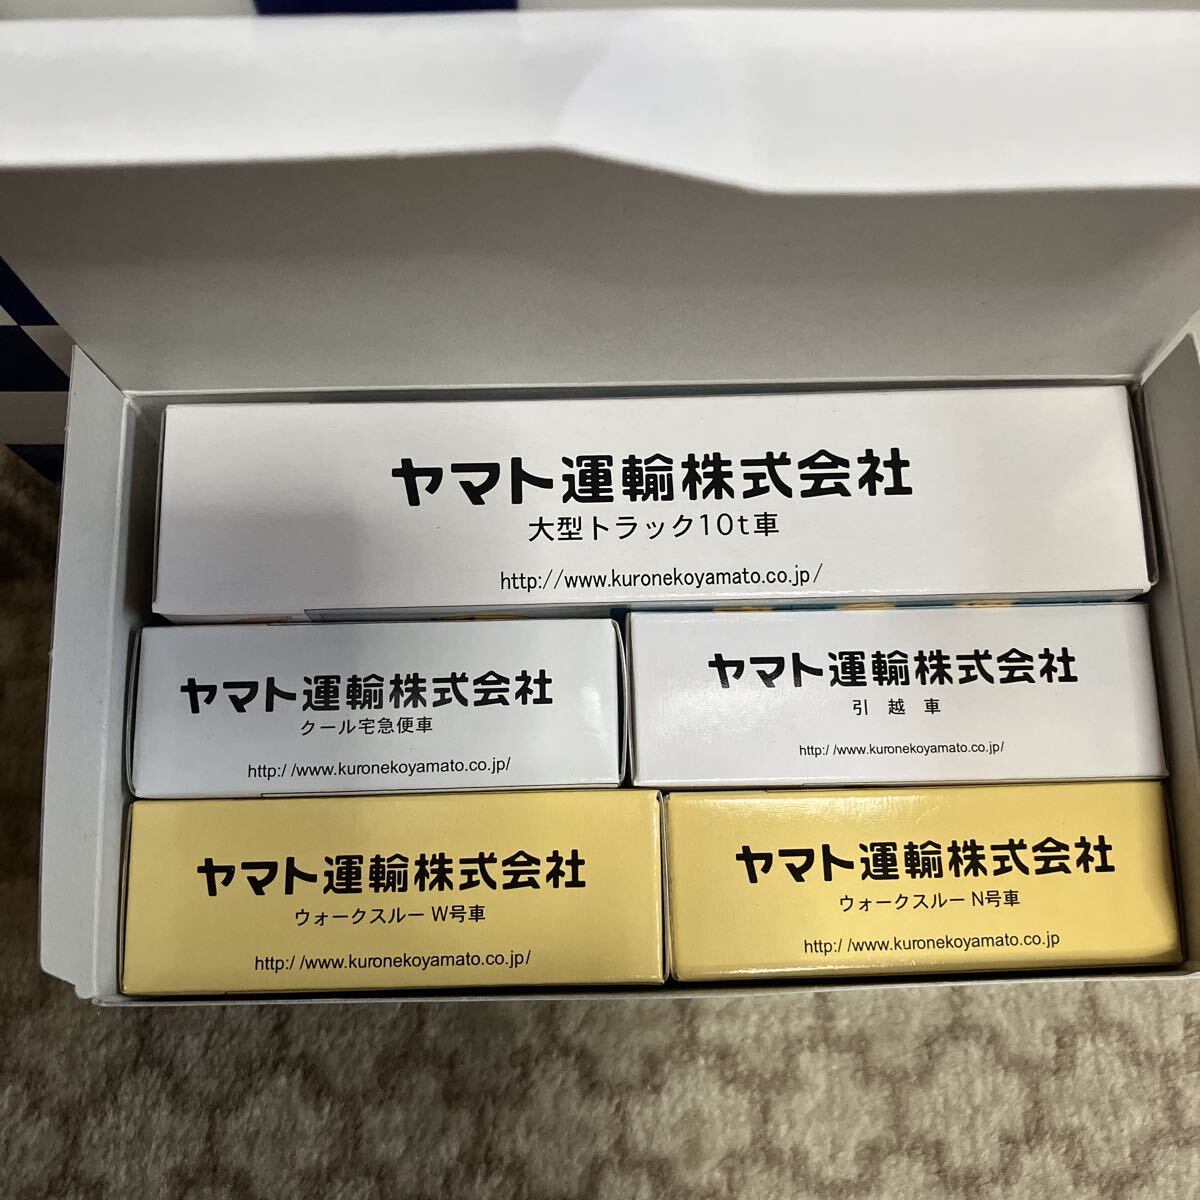 ヤマト運輸株式会社
大型トラック10t車
http://www.kuronekoyamato.co.jp/
ヤマト運輸株式会社
クール宅急便車
http: / /www.kuronekoyamato.co.jp/
ヤマト運輸株式会社
引 越 車
http: / /www.kuronekoyamato.co.jp/
ヤマト運輸株式会社
ウォークスルー W号車
http: / /www.kuronekoyamato.co.jp/
ヤマト運輸株式会社
ウォークスルー N号車
http: / /www.kuronekoyamato.co.jp